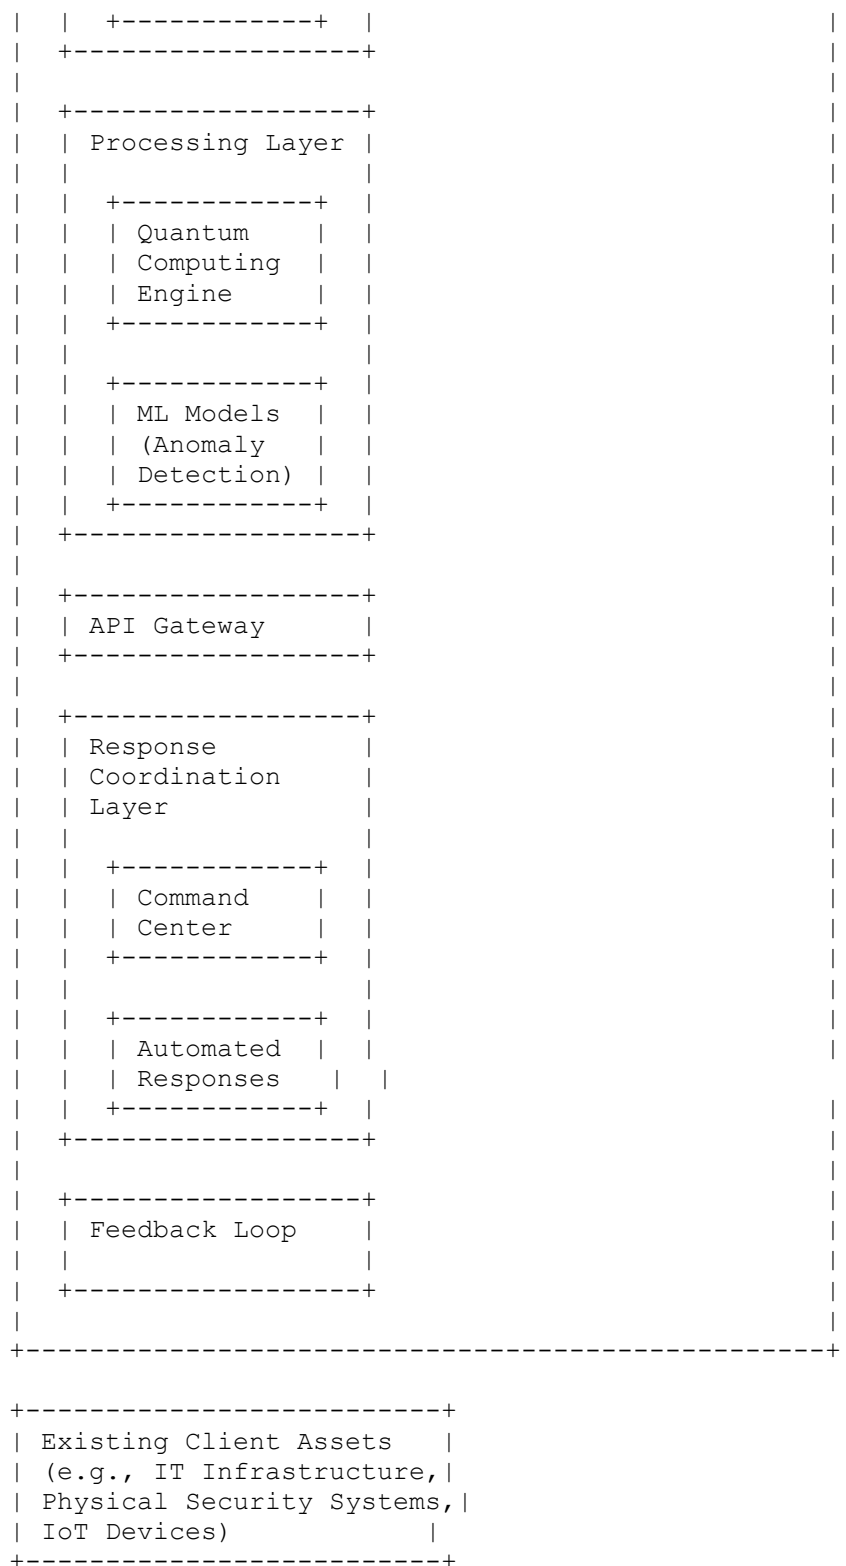 |  |  +------------+  |                            |
|  +------------------+                            |
|                                                  |
|  +------------------+                            |
|  | Processing Layer |                            |
|  |                  |                            |
|  |  +------------+  |                            |
|  |  | Quantum    |  |                            |
|  |  | Computing  |  |                            |
|  |  | Engine     |  |                            |
|  |  +------------+  |                            |
|  |                  |                            |
|  |  +------------+  |                            |
|  |  | ML Models  |  |                            |
|  |  | (Anomaly   |  |                            |
|  |  | Detection) |  |                            |
|  |  +------------+  |                            |
|  +------------------+                            |
|                                                  |
|  +------------------+                            |
|  | API Gateway      |                            |
|  +------------------+                            |
|                                                  |
|  +------------------+                            |
|  | Response         |                            |
|  | Coordination     |                            |
|  | Layer            |                            |
|  |                  |                            |
|  |  +------------+  |                            |
|  |  | Command    |  |                            |
|  |  | Center     |  |                            |
|  |  +------------+  |                            |
|  |                  |                            |
|  |  +------------+  |                            |
|  |  | Automated  |  |                            |
|  |  | Responses   |  |
|  |  +------------+  |                            |
|  +------------------+                            |
|                                                  |
|  +------------------+                            |
|  | Feedback Loop    |                            |
|  |                  |                            |
|  +------------------+                            |
|                                                  |
+--------------------------------------------------+
+--------------------------+
| Existing Client Assets   |
| (e.g., IT Infrastructure,|
| Physical Security Systems,|
| IoT Devices)            |
+--------------------------+